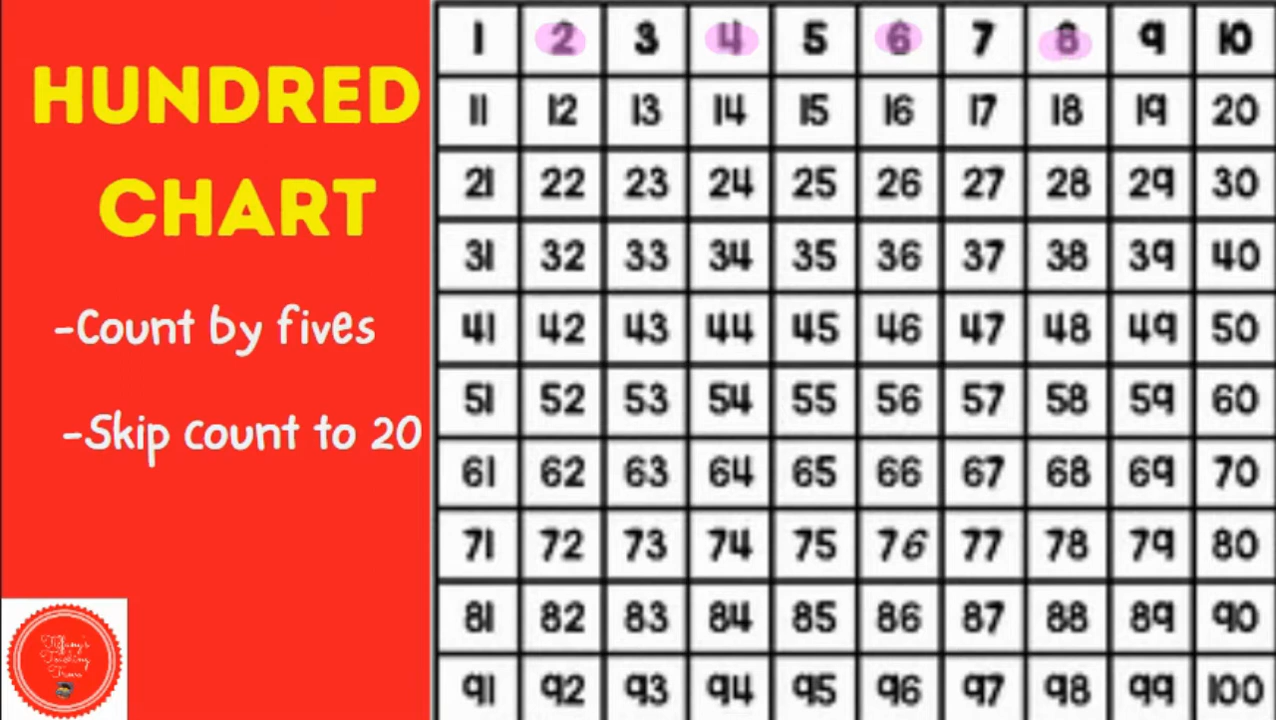 HUNDRED
CHART
-Count by fives
-Skip count to 20
Tiffany's
Teaching
1 2 3 4 5 6 7 8 9 10
11 12 13 14 15 16 17 18 19 20
21 22 23 24 25 26 27 28 29 30
31 32 33 34 35 36 37 38 39 40
41 42 43 44 45 46 47 48 49 50
51 52 53 54 55 56 57 58 59 60
61 62 63 64 65 66 67 68 69 70
71 72 73 74 75 76 77 78 79 80
81 82 83 84 85 86 87 88 89 90
91 92 93 94 95 96 97 98 99 100